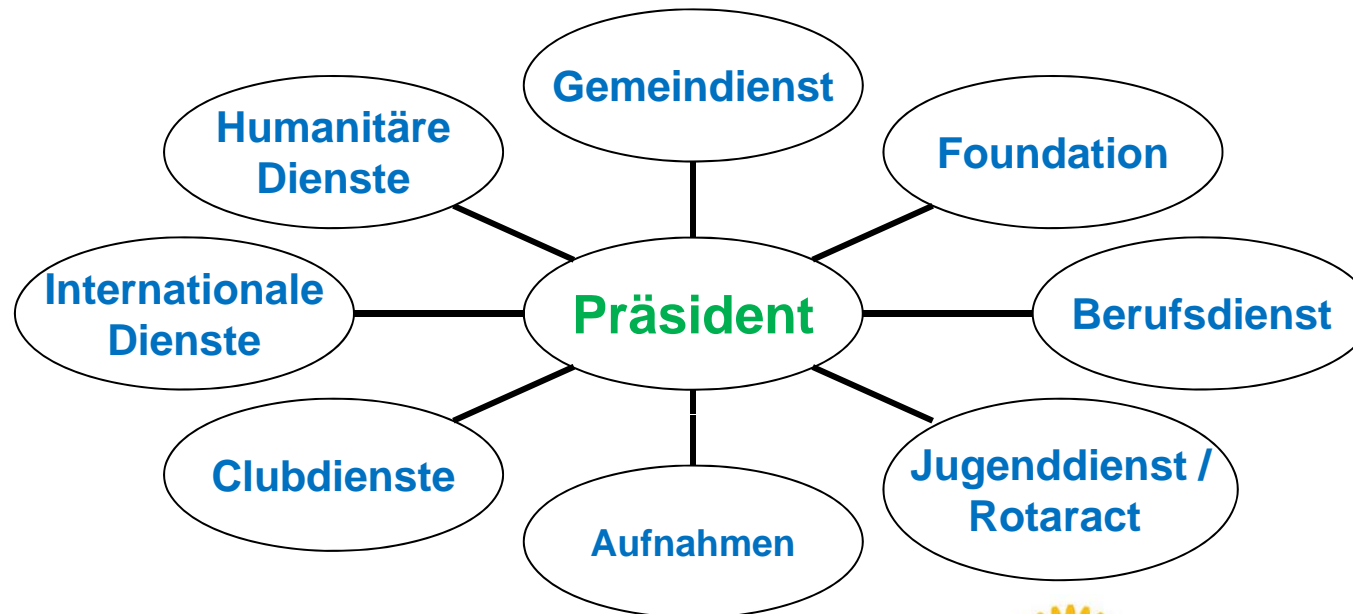 Gemeindienst
Humanitäre
Dienste
Foundation
Internationale
Dienste
Präsident
Berufsdienst
Clubdienste
Jugenddienst /
Rotaract
Aufnahmen